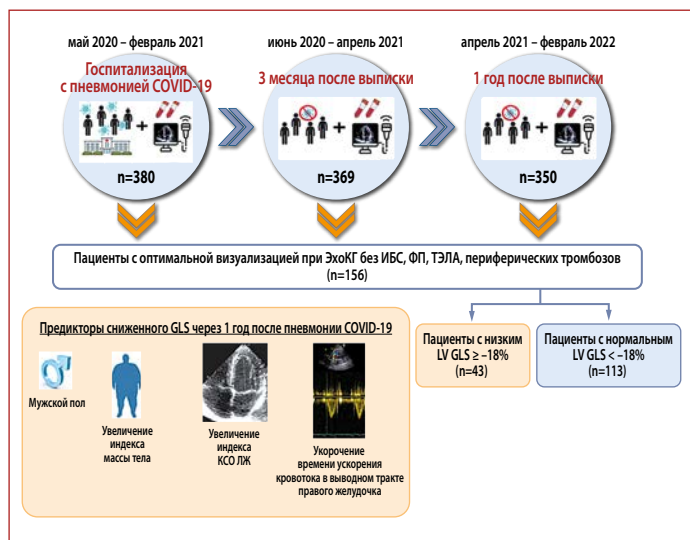 май 2020 – февраль 2021
июнь 2020 – апрель 2021
апрель 2021 – февраль 2022
Госпитализация
с пневмонией COVID-19
3 месяца после выписки
1 год после выписки
n=380
n=369
n=350
Пациенты с оптимальной визуализацией при ЭхоКГ без ИБС, ФП, ТЭЛА, периферических тромбозов
(n=156)
Предикторы сниженного GLS через 1 год после пневмонии COVID-19
Мужской пол
Увеличение
индекса
массы тела
Увеличение
индекса
КСО ЛЖ
Укорочение
времени ускорения
кровотока в выводном тракте
правого желудочка
Пациенты с низким
LV GLS ≥ –18%
(n=43)
Пациенты с нормальным
LV GLS < –18%
(n=113)